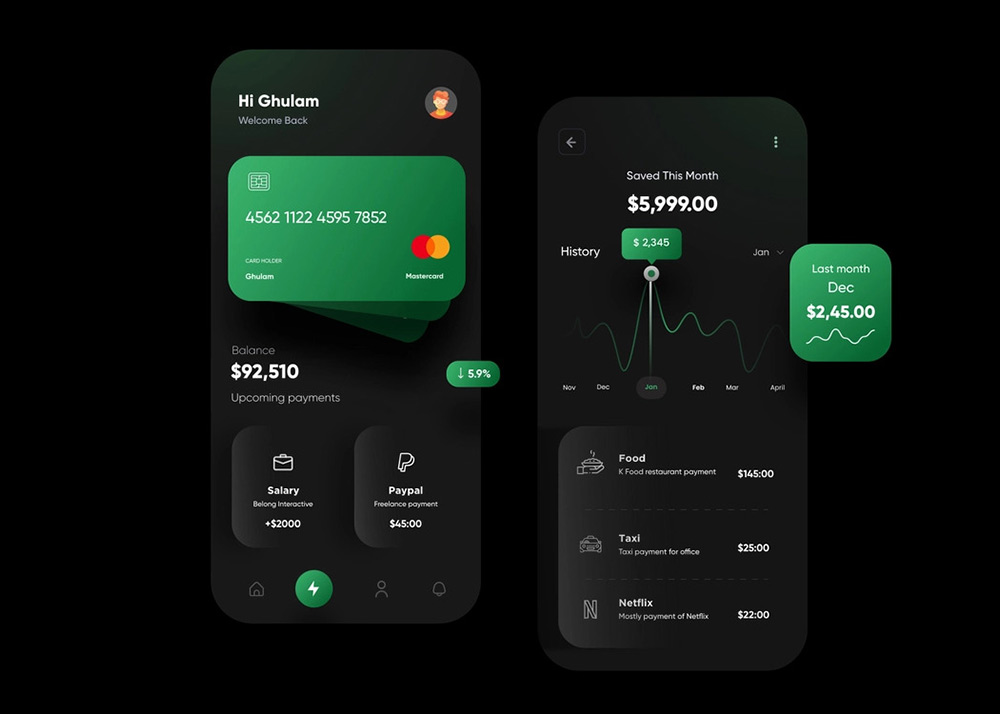 Hi Ghulam
Welcome Back
4562 1122 4595 7852
CARD HOLDER
Ghulam
Mastercard
Balance
$92,510
↓ 5.9%
Upcoming payments
Salary
Belong Interactive
+$2000
Paypal
Freelance payment
$45:00
Saved This Month
$5,999.00
History
$ 2,345
Jan
Nov Dec Jan Feb Mar April
Last month
Dec
$2,45.00
Food
K Food restaurant payment
$145:00
Taxi
Taxi payment for office
$25:00
Netflix
Mostly payment of Netflix
$22:00